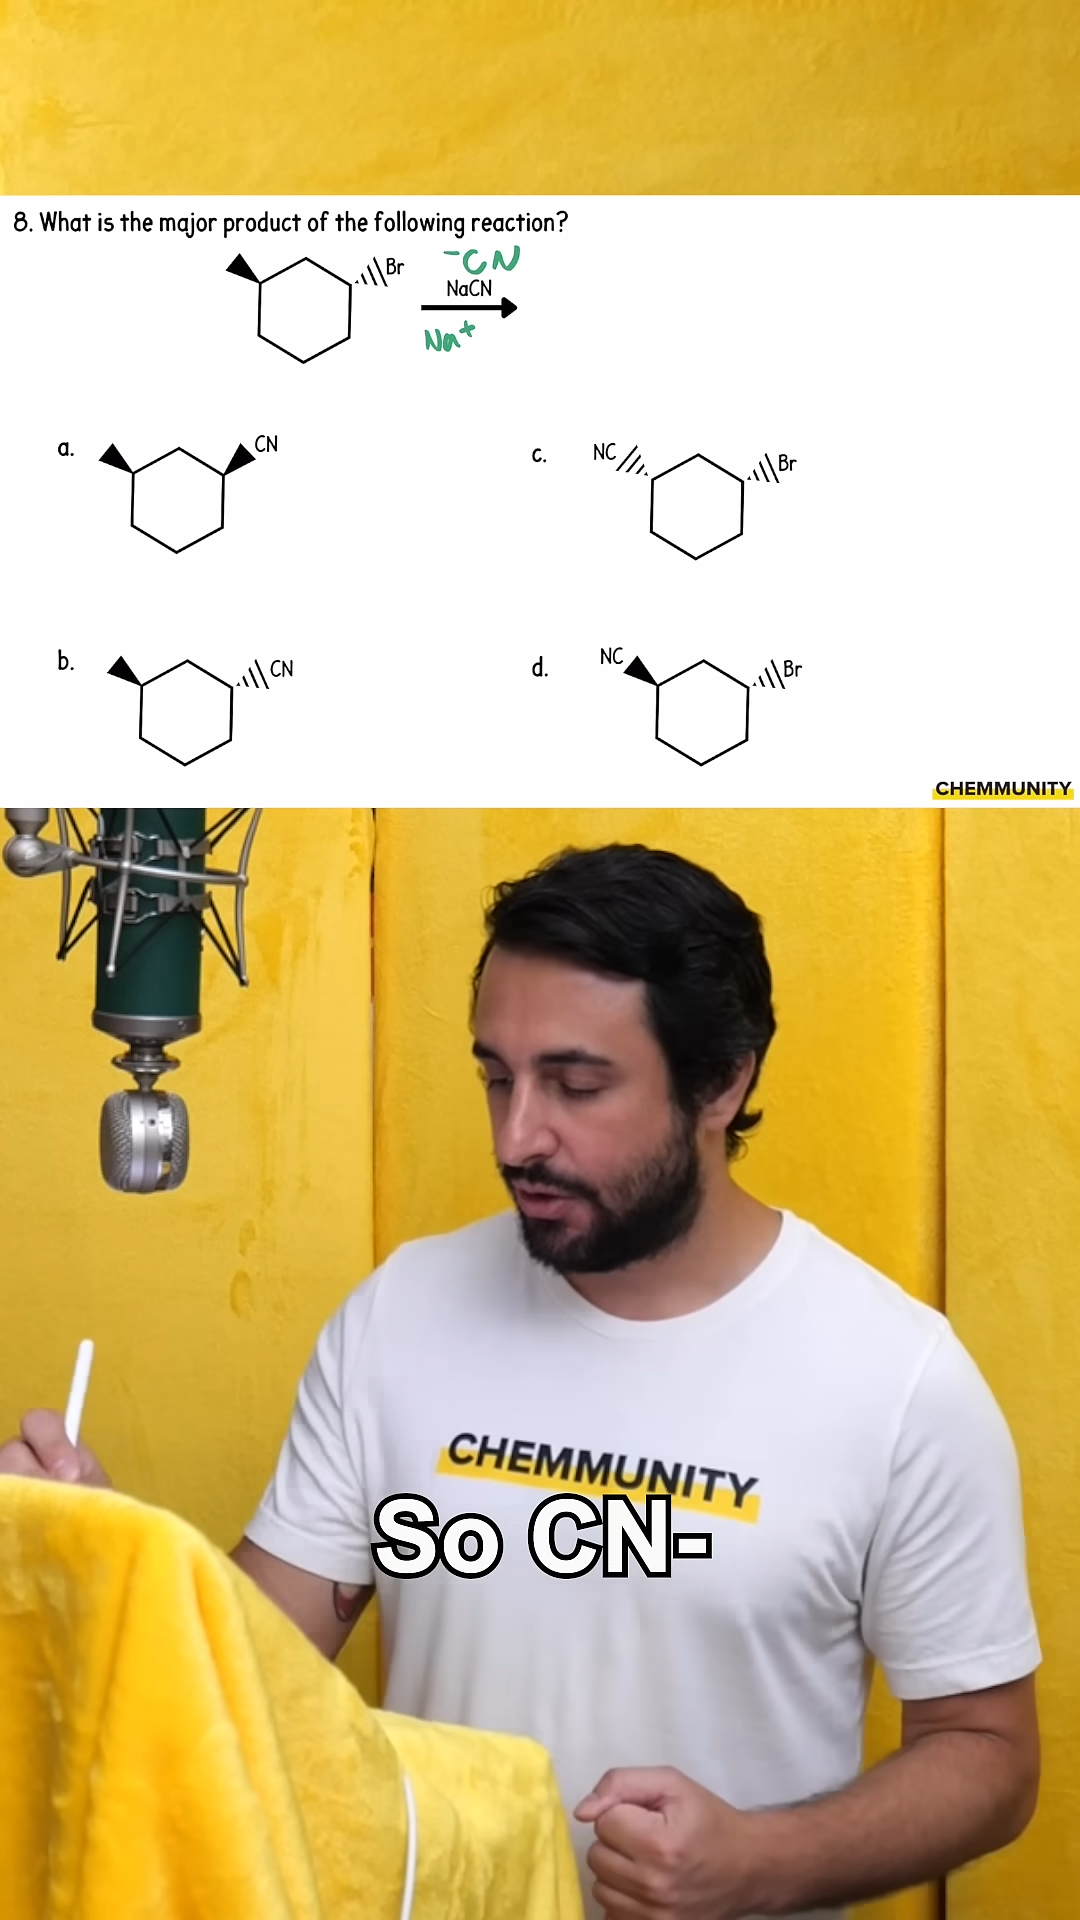 8. What is the major product of the following reaction?
Br
⁻CN
NaCN
Na⁺
a.
CN
c.
NC
Br
b.
CN
d.
NC
Br
CHEMMUNITY
CHEMMUNITY
So CN-